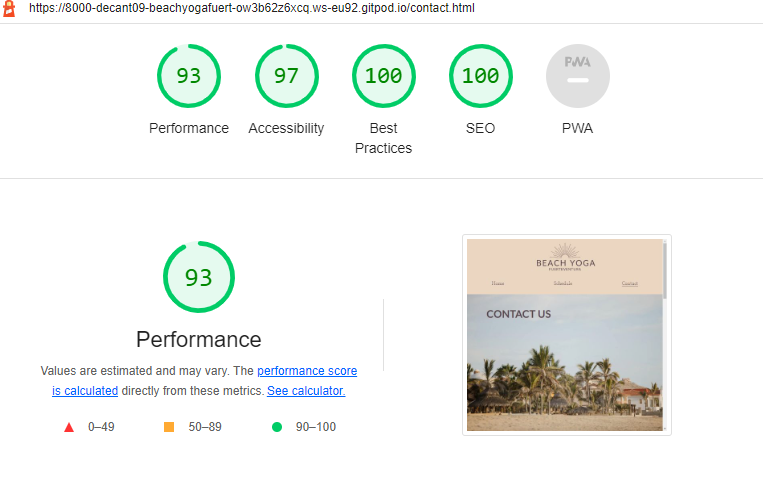 https://8000-decant09-beachyogafuert-ow3b62z6xcq.ws-eu92.gitpod.io/contact.html
93
97
100
100
PWA
Performance
Accessibility
Best
Practices
SEO
PWA
93
Performance
Values are estimated and may vary. The performance score
is calculated directly from these metrics. See calculator.
0–49
50–89
90–100
BEACH YOGA
FUERTEVENTURA
Home
Schedule
Contact
CONTACT US